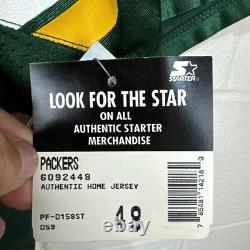 STARTER
LOOK FOR THE STAR
ON ALL
AUTHENTIC STARTER
MERCHANDISE
PACKERS
6092448
AUTHENTIC HOME JERSEY
PF-D158ST
D59
48